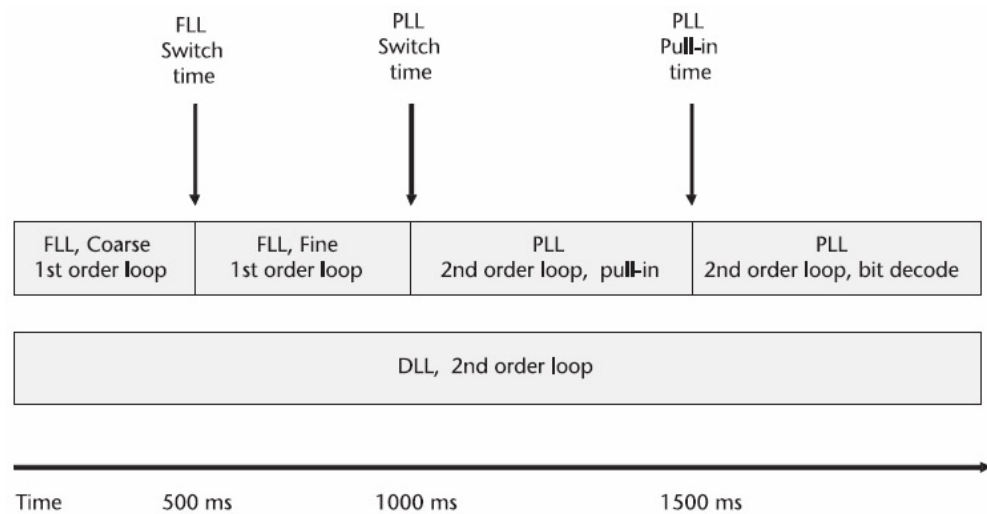 FLL
Switch
time
PLL
Switch
time
PLL
Pull-in
time
FLL, Coarse
1st order loop
FLL, Fine
1st order loop
PLL
2nd order loop, pull-in
PLL
2nd order loop, bit decode
DLL, 2nd order loop
Time
500 ms
1000 ms
1500 ms